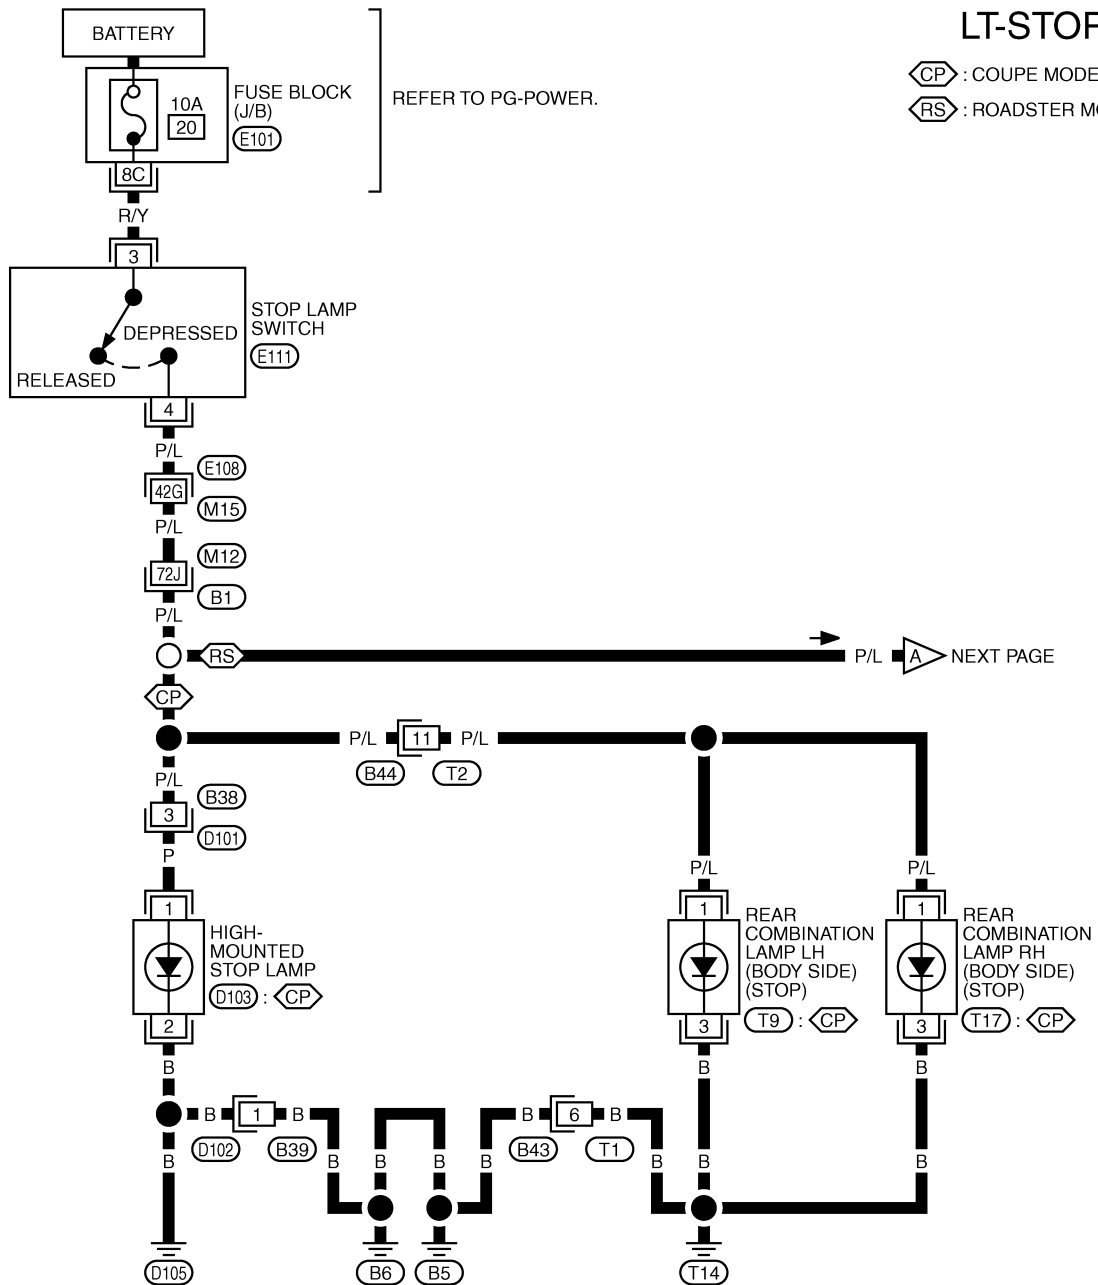 BATTERY
LT-STOP
CP : COUPE MODE
RS : ROADSTER MO
10A
20
FUSE BLOCK
(J/B)
E101
REFER TO PG-POWER.
8C
R/Y
3
DEPRESSED
RELEASED
STOP LAMP
SWITCH
E111
4
P/L
E108
42G
M15
P/L
M12
72J
B1
P/L
RS
P/L
A
NEXT PAGE
CP
P/L
11
P/L
B44
T2
P/L
B38
3
D101
P
P/L
P/L
1
HIGH-
MOUNTED
STOP LAMP
D103 : CP
2
1
REAR
COMBINATION
LAMP LH
(BODY SIDE)
(STOP)
T9 : CP
3
1
REAR
COMBINATION
LAMP RH
(BODY SIDE)
(STOP)
T17 : CP
3
B
B
B
B
1
B
D102
B39
B
6
B
B43
T1
B
B
B
B
B
B
B
B
D105
B6
B5
T14